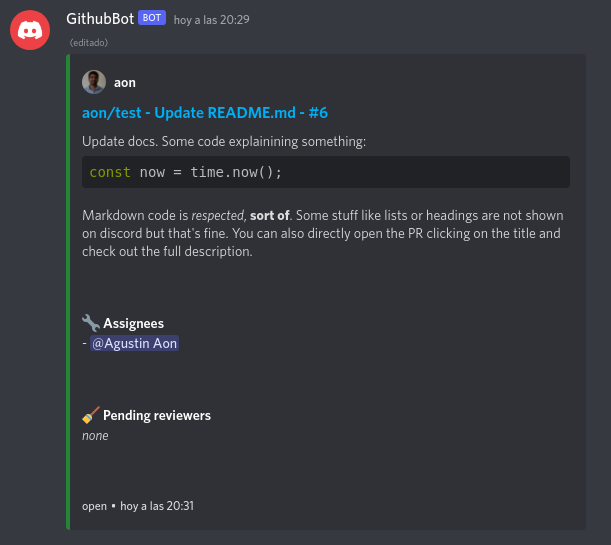 GithubBot BOT hoy a las 20:29
(editado)
aon
aon/test - Update README.md - #6
Update docs. Some code explainining something:
const now = time.now();
Markdown code is respected, sort of. Some stuff like lists or headings are not shown
on discord but that's fine. You can also directly open the PR clicking on the title and
check out the full description.
🔧 Assignees
- @Agustin Aon
🧹 Pending reviewers
none
open • hoy a las 20:31